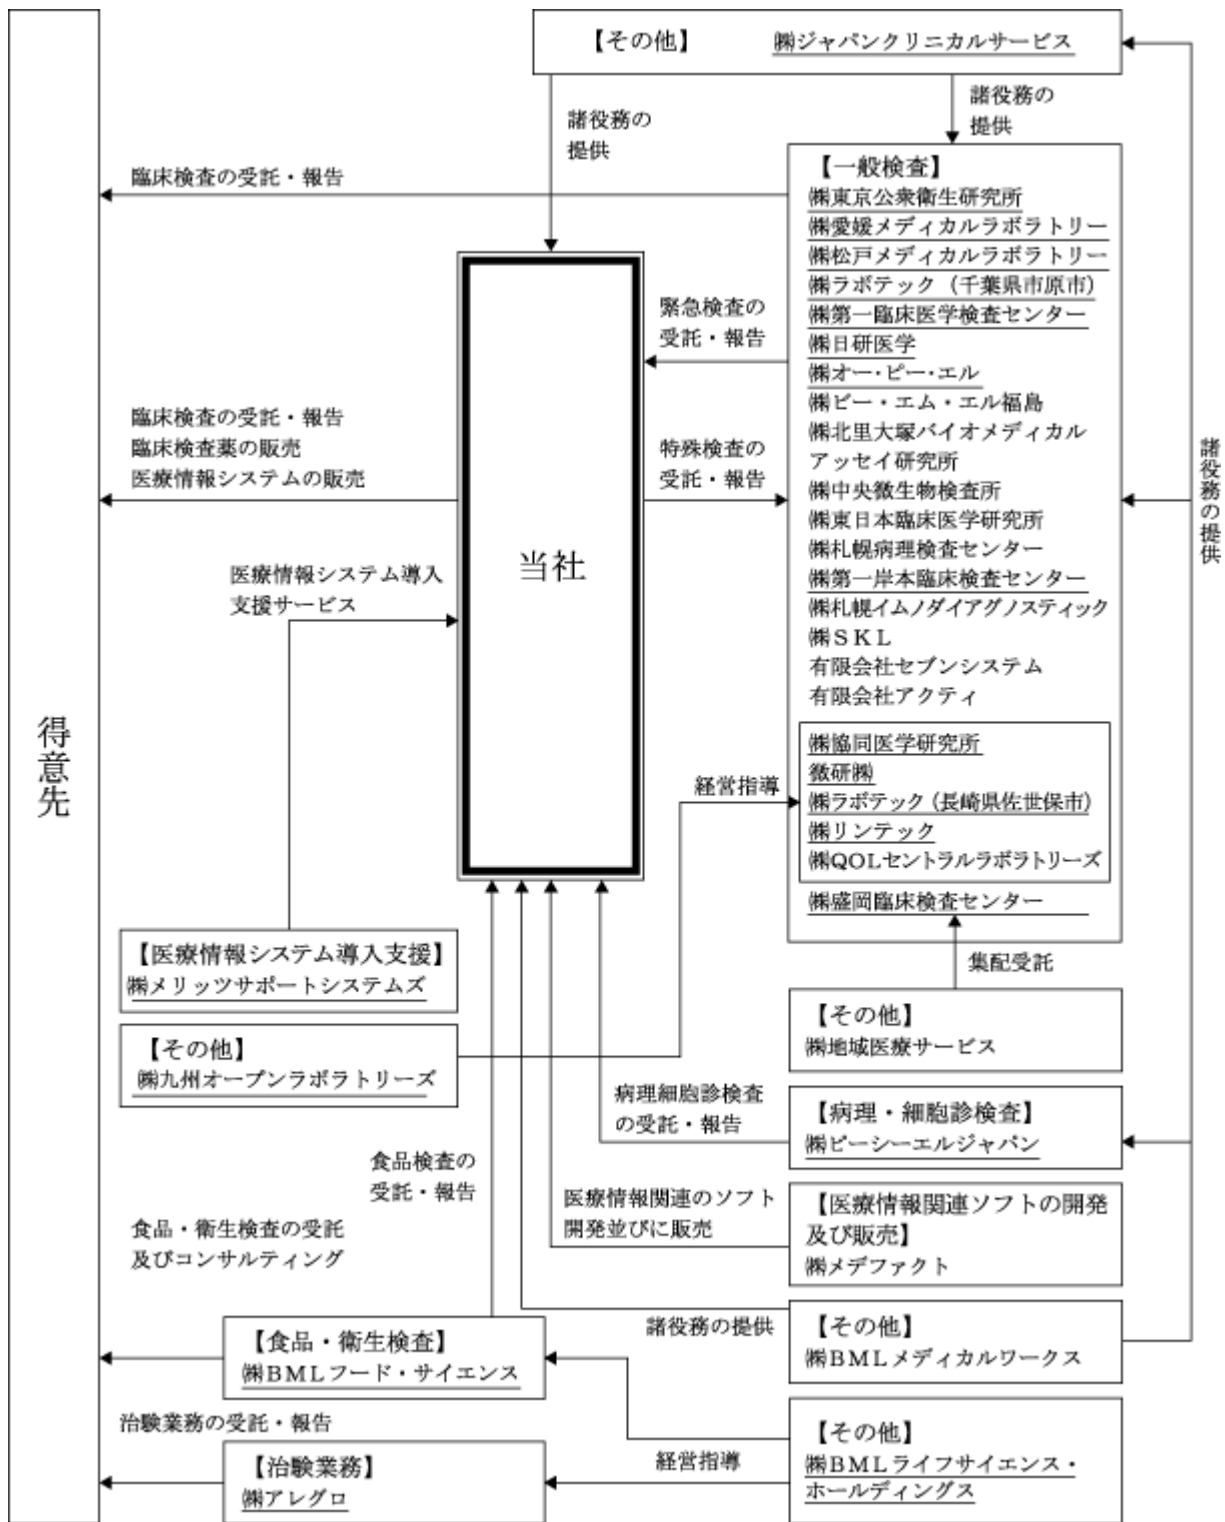 【その他】 ㈱ジャパンクリニカルサービス
諸役務の
提供
諸役務の
提供
臨床検査の受託・報告
【一般検査】
㈱東京公衆衛生研究所
㈱愛媛メディカルラボラトリー
㈱松戸メディカルラボラトリー
㈱ラボテック（千葉県市原市）
㈱第一臨床医学検査センター
㈱日研医学
㈱オー・ピー・エル
㈱ビー・エム・エル福島
㈱北里大塚バイオメディカル
アッセイ研究所
㈱中央微生物検査所
㈱東日本臨床医学研究所
㈱札幌病理検査センター
㈱第一岸本臨床検査センター
㈱札幌イムノダイアグノスティック
㈱ＳＫＬ
有限会社セブンシステム
有限会社アクティ
㈱協同医学研究所
微研㈱
㈱ラボテック（長崎県佐世保市）
㈱リンテック
㈱QOLセントラルラボラトリーズ
㈱盛岡臨床検査センター
緊急検査の
受託・報告
特殊検査の
受託・報告
諸役務の提供
臨床検査の受託・報告
臨床検査薬の販売
医療情報システムの販売
当社
医療情報システム導入
支援サービス
得意先
経営指導
【医療情報システム導入支援】
㈱メリッツサポートシステムズ
集配受託
【その他】
㈱地域医療サービス
【その他】
㈱九州オープンラボラトリーズ
病理細胞診検査
の受託・報告
【病理・細胞診検査】
㈱ピーシーエルジャパン
食品検査の
受託・報告
医療情報関連のソフト
開発並びに販売
【医療情報関連ソフトの開発
及び販売】
㈱メデファクト
食品・衛生検査の受託
及びコンサルティング
諸役務の提供
【その他】
㈱ＢＭＬメディカルワークス
【食品・衛生検査】
㈱ＢＭＬフード・サイエンス
治験業務の受託・報告
【治験業務】
㈱アレグロ
経営指導
【その他】
㈱ＢＭＬライフサイエンス・
ホールディングス